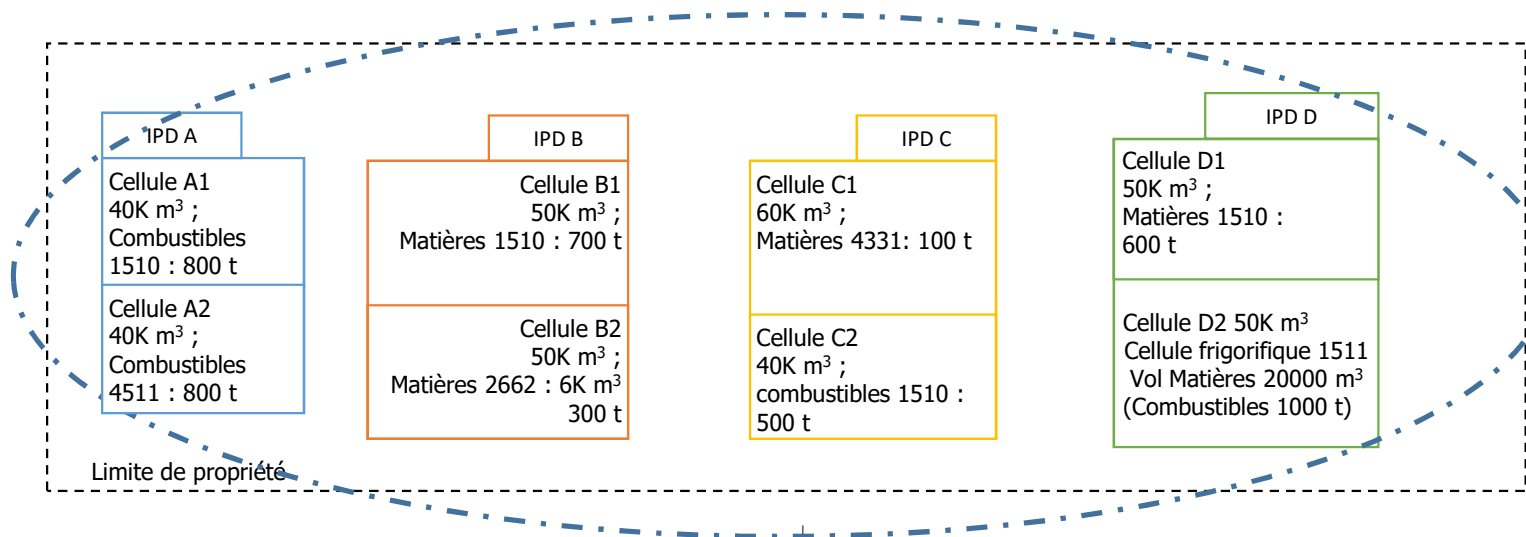 IPD A
Cellule A1
40K m³ ;
Combustibles
1510 : 800 t
Cellule A2
40K m³ ;
Combustibles
4511 : 800 t
IPD B
Cellule B1
50K m³ ;
Matières 1510 : 700 t
Cellule B2
50K m³ ;
Matières 2662 : 6K m³
300 t
IPD C
Cellule C1
60K m³ ;
Matières 4331: 100 t
Cellule C2
40K m³ ;
combustibles 1510 :
500 t
IPD D
Cellule D1
50K m³ ;
Matières 1510 :
600 t
Cellule D2 50K m³
Cellule frigorifique 1511
Vol Matières 20000 m³
(Combustibles 1000 t)
Limite de propriété